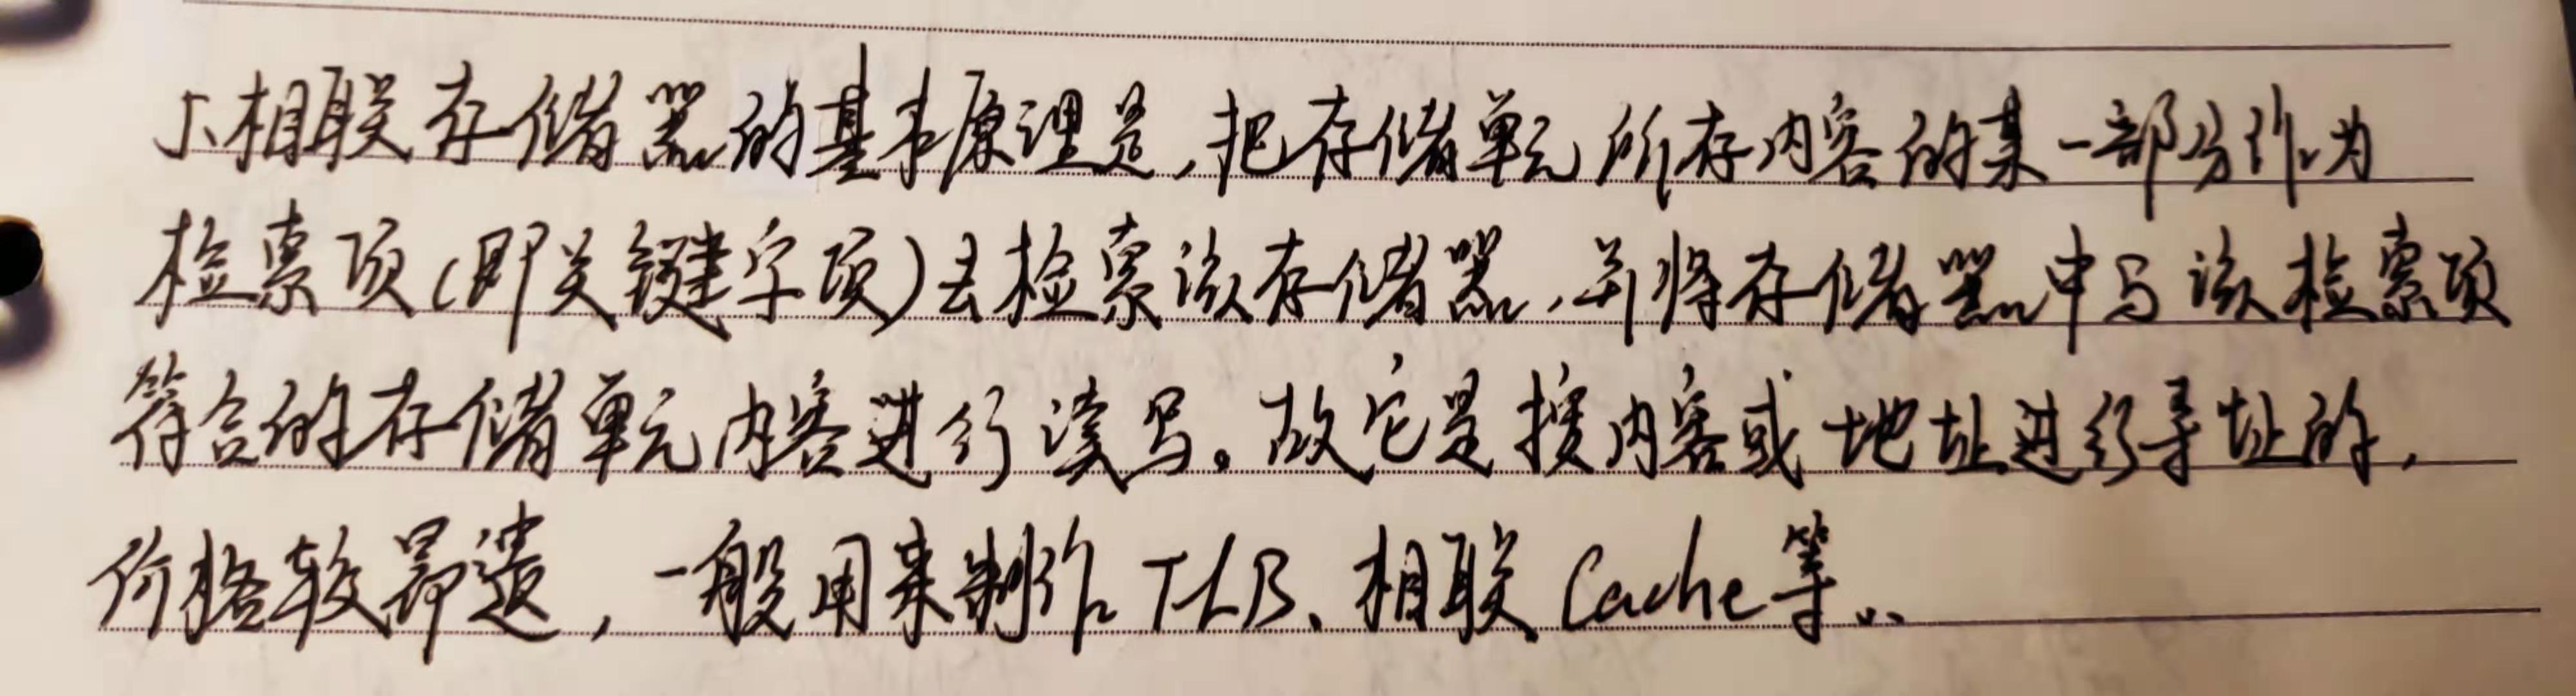 1、相联存储器的基本原理是,把存储单元所存内容的某一部分作为
检索项(即关键字项)去检索该存储器,并将存储器中与该检索项
符合的存储单元内容进行读写。故它是按内容或地址进行寻址的,
价格较昂遗,一般用来制作TLB、相联Cache等。